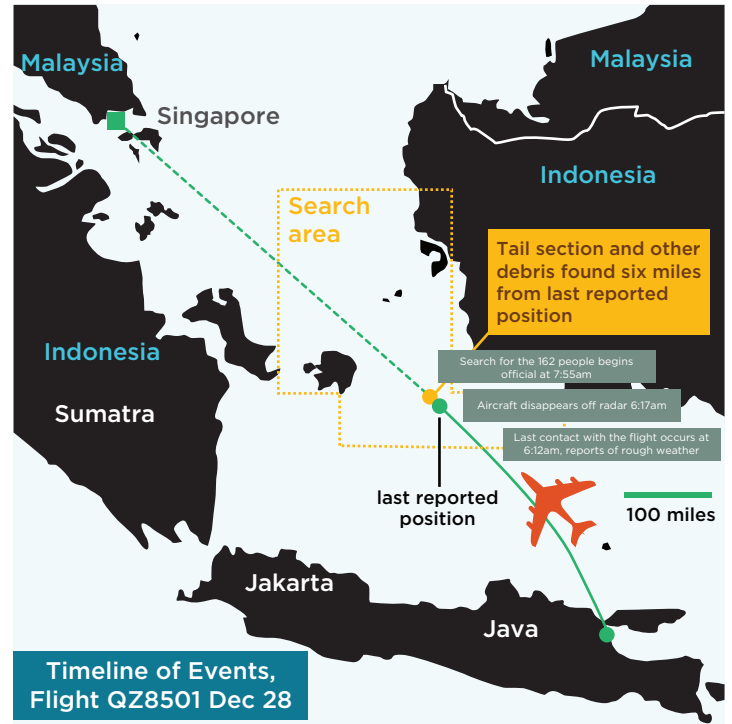 Malaysia
Malaysia
Singapore
Indonesia
Search
area
Tail section and other
debris found six miles
from last reported
position
Indonesia
Search for the 162 people begins
official at 7:55am
Sumatra
Aircraft disappears off radar 6:17am
Last contact with the flight occurs at
6:12am, reports of rough weather
last reported
position
100 miles
Jakarta
Java
Timeline of Events,
Flight QZ8501 Dec 28